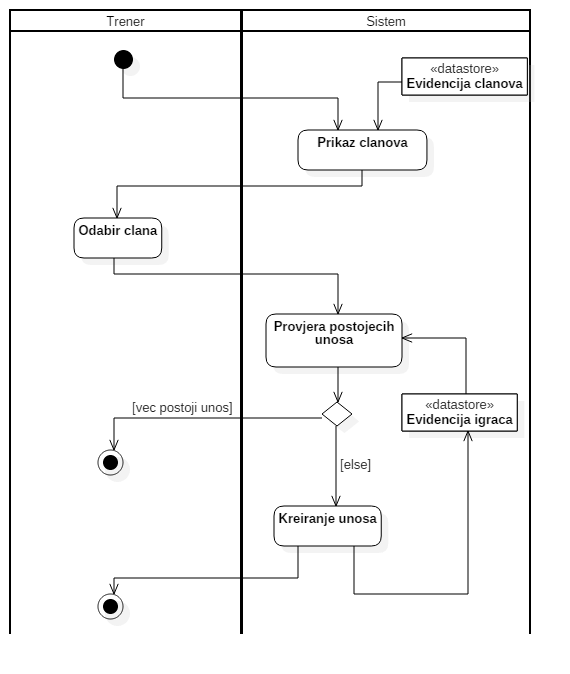 Trener
Sistem
«datastore»
Evidencija clanova
Prikaz clanova
Odabir clana
Provjera postojecih
unosa
[vec postoji unos]
«datastore»
Evidencija igraca
[else]
Kreiranje unosa